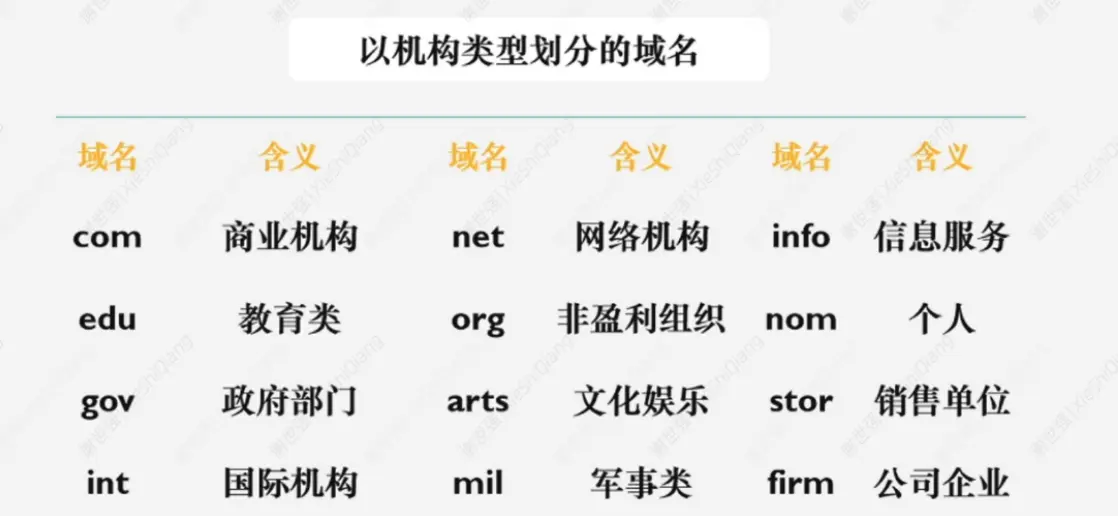 以机构类型划分的域名
域名 含义 域名 含义 域名 含义
com 商业机构 net 网络机构 info 信息服务
edu 教育类 org 非盈利组织 nom 个人
gov 政府部门 arts 文化娱乐 stor 销售单位
int 国际机构 mil 军事类 firm 公司企业